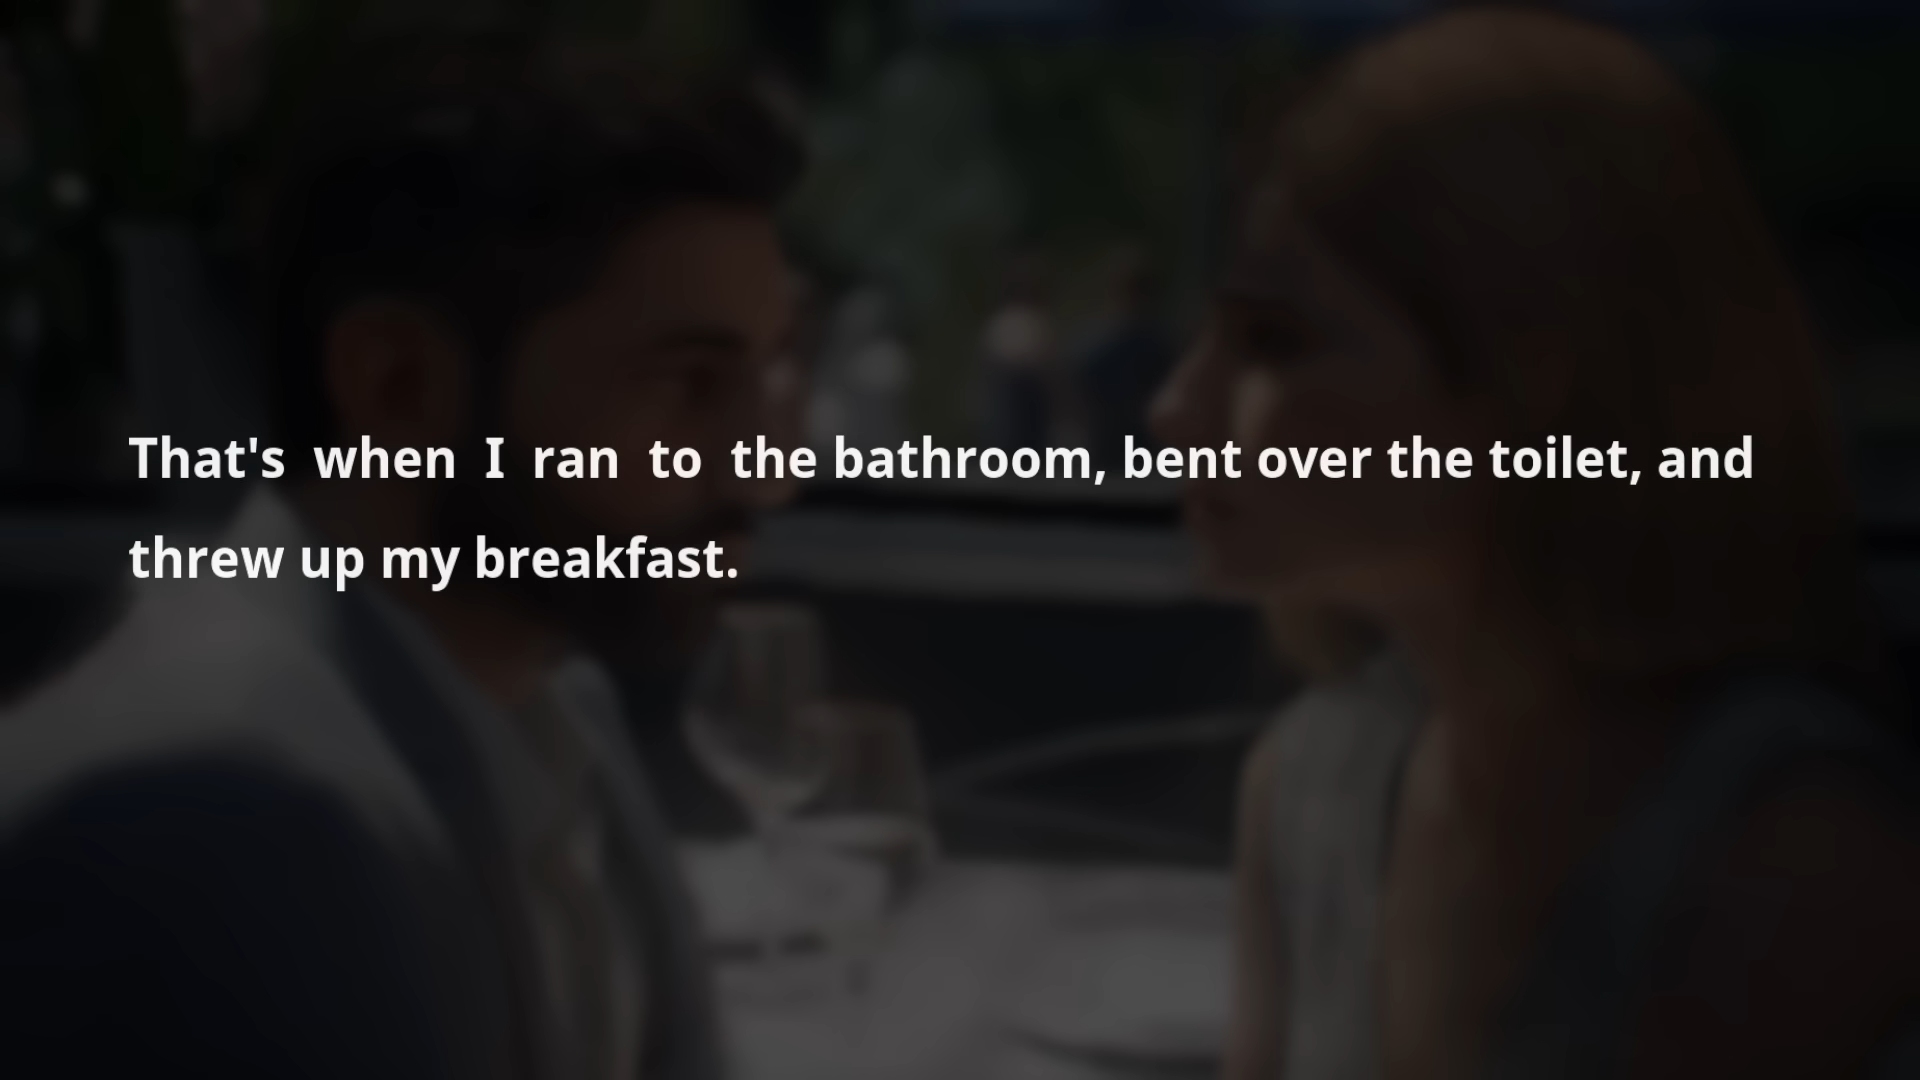 That's when I ran to the bathroom, bent over the toilet, and
threw up my breakfast.